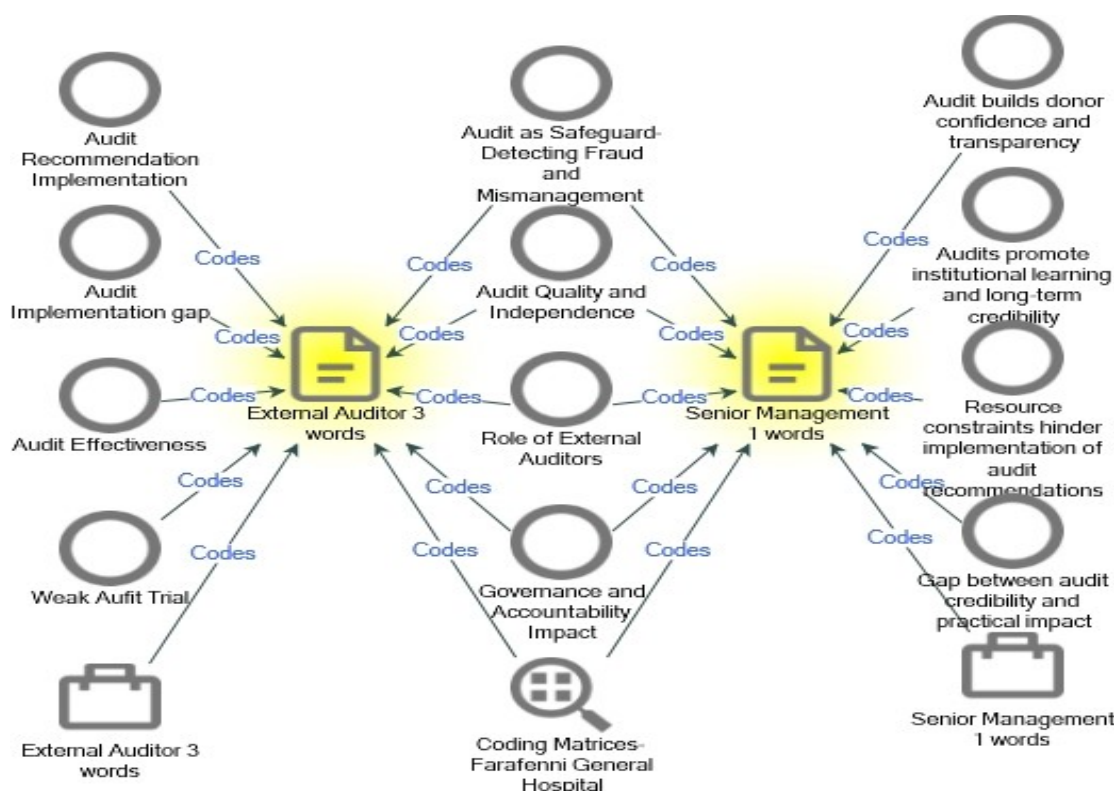 Audit
Recommendation
Implementation
Audit as Safeguard-
Detecting Fraud
and
Mismanagement
Audit builds donor
confidence and
transparency
Codes
Codes
Codes
Codes
Audit
Implementation gap
Audit Quality and
Independence
Audits promote
institutional learning
and long-term
credibility
Codes
Codes
Codes
Codes
External Auditor 3
words
Senior Management
1 words
Codes
Codes
Codes
Codes
Audit Effectiveness
Role of External
Auditors
Resource
constraints hinder
implementation of
audit
recommendations
Codes
Codes
Codes
Codes
Weak Aufit Trial
Governance and
Accountability
Impact
Gap between audit
credibility and
practical impact
Codes
Codes
Codes
Codes
External Auditor 3
words
Coding Matrices-
Farafenni General
Hospital
Senior Management
1 words